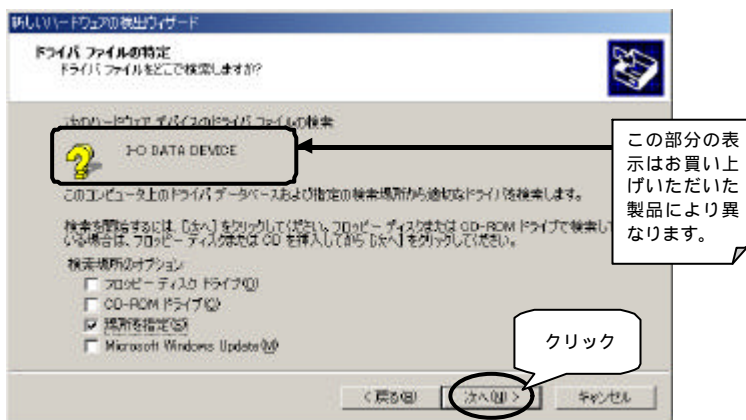 新しいハードウェアの検出ウィザード
ドライバ ファイルの特定
ドライバ ファイルをどこで検索しますか?
次のハードウェア デバイスのドライバ ファイルの検索
I-O DATA DEVICE
このコンピュータ上のドライバ データベースおよび指定の検索場所から適切なドライバを検索します。
検索を開始するには、[次へ] をクリックしてください。フロッピー ディスクまたは CD-ROM ドライブで検索して
いる場合は、フロッピー ディスクまたは CD を挿入してから [次へ] をクリックしてください。
検索場所のオプション
フロッピー ディスク ドライブ(D)
CD-ROM ドライブ(C)
場所を指定(S)
Microsoft Windows Update(M)
< 戻る(B)
次へ(N) >
キャンセル
この部分の表
示はお買い上
げいただいた
製品により異
なります。
クリック